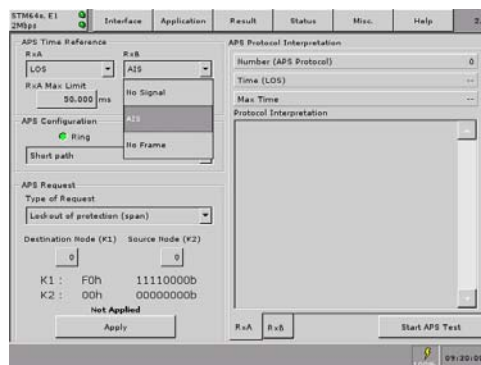 STM64e, E1
2Mbps
Interface
Application
Result
Status
Misc.
Help
APS Time Reference
RxA
RxB
LOS
AIS
RxA Max Limit
50.000 ms
No Signal
AIS
No Frame
APS Configuration
Ring
Short path
APS Request
Type of Request
Lockout of protection (span)
Destination Node (K1) Source Node (K2)
0 0
K1 : F0h 11110000b
K2 : 00h 00000000b
Not Applied
Apply
APS Protocol Interpretation
Number (APS Protocol) 0
Time (LOS) --
Max Time --
Protocol Interpretation
RxA
RxB
Start APS Test